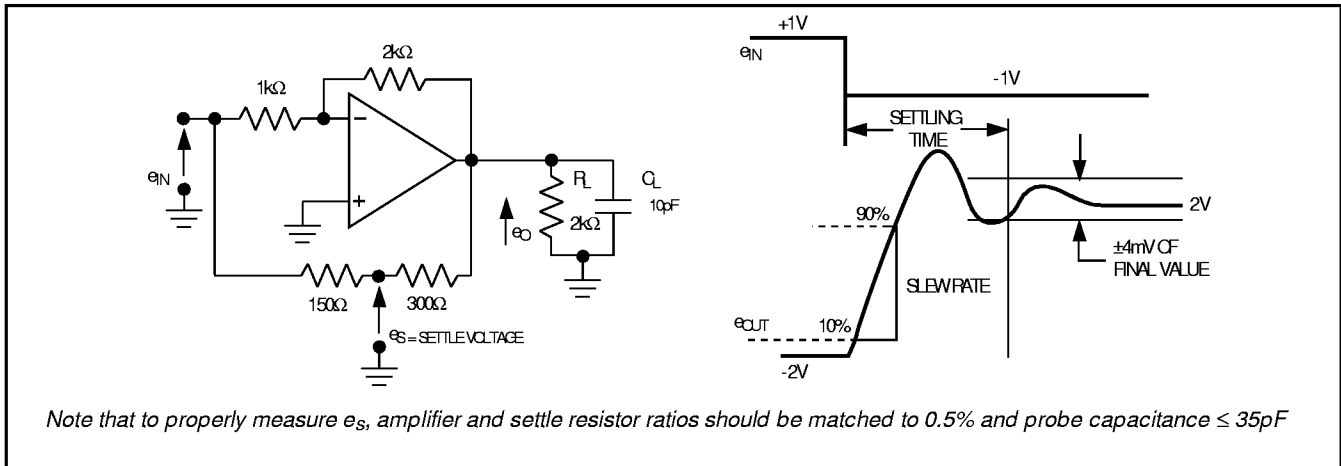 2kΩ
1kΩ
eIN
RL
2kΩ
CL
10pF
eO
150Ω
300Ω
eS = SETTLE VOLTAGE
+1V
eIN
-1V
SETTLING
TIME
90%
2V
±4mV OF
FINAL VALUE
SLEW RATE
eOUT
10%
-2V
Note that to properly measure eS, amplifier and settle resistor ratios should be matched to 0.5% and probe capacitance ≤ 35pF